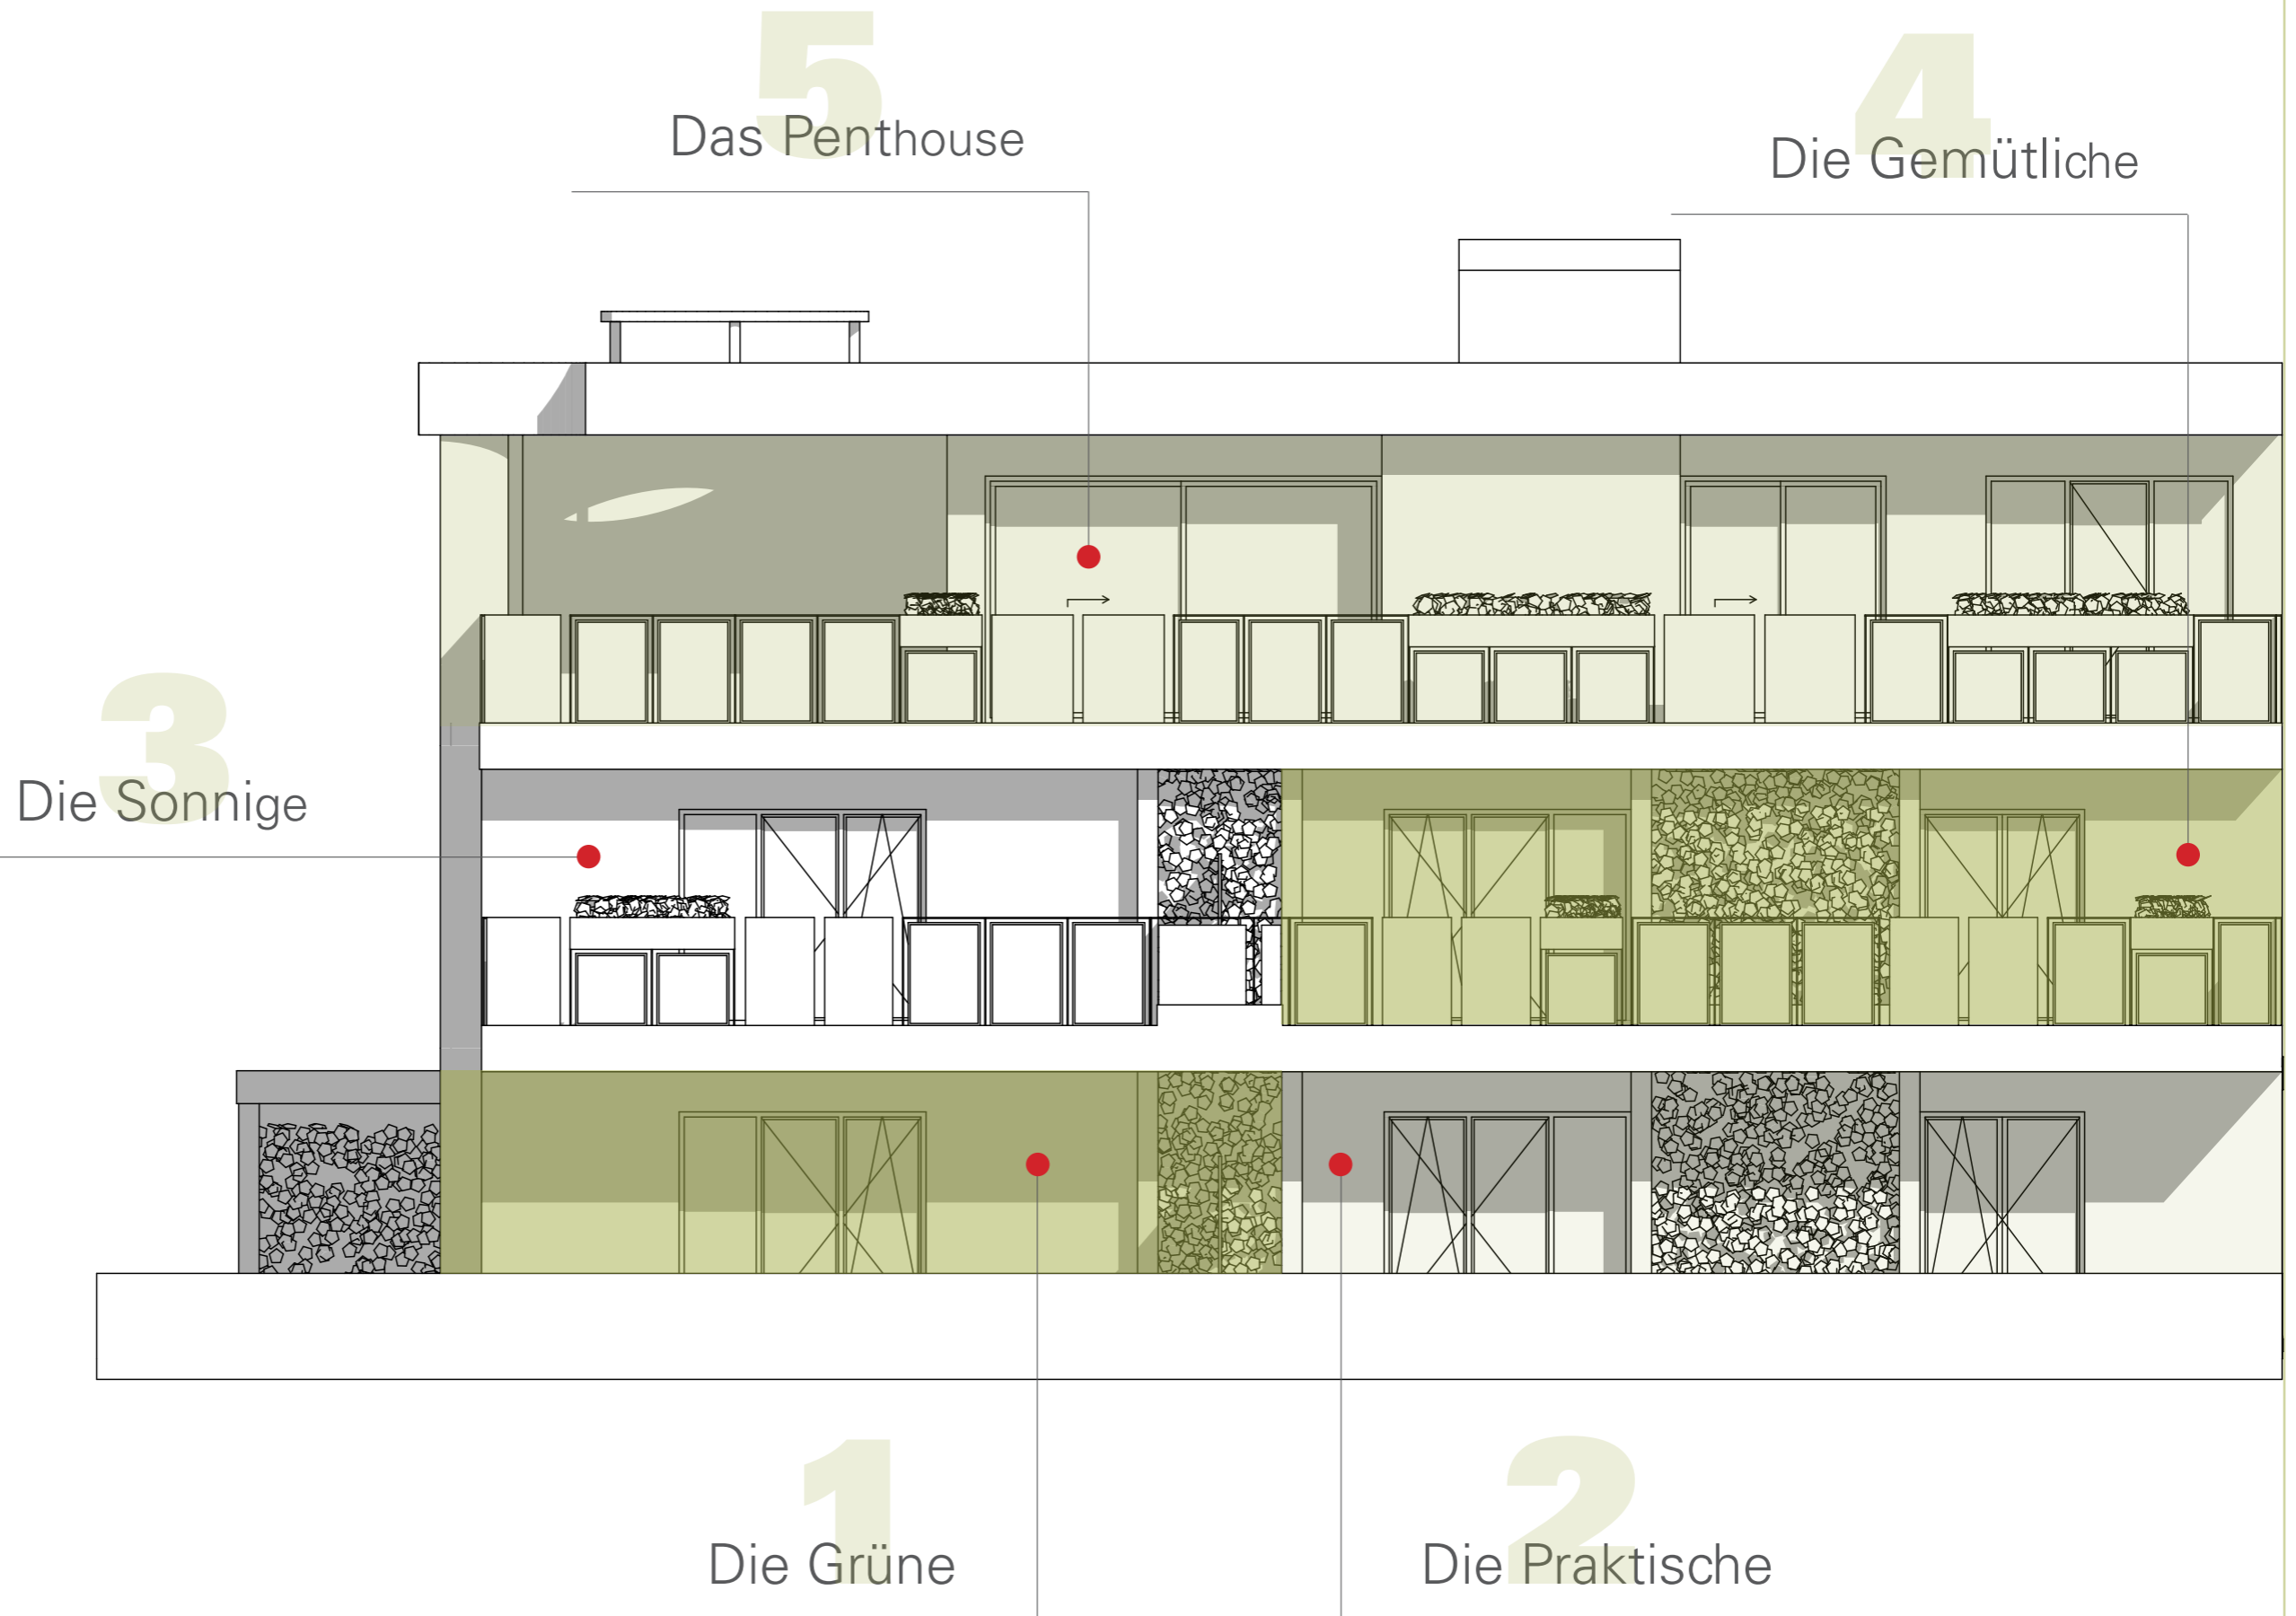 5
Das Penthouse
4
Die Gemütliche
3
Die Sonnige
1
Die Grüne
2
Die Praktische